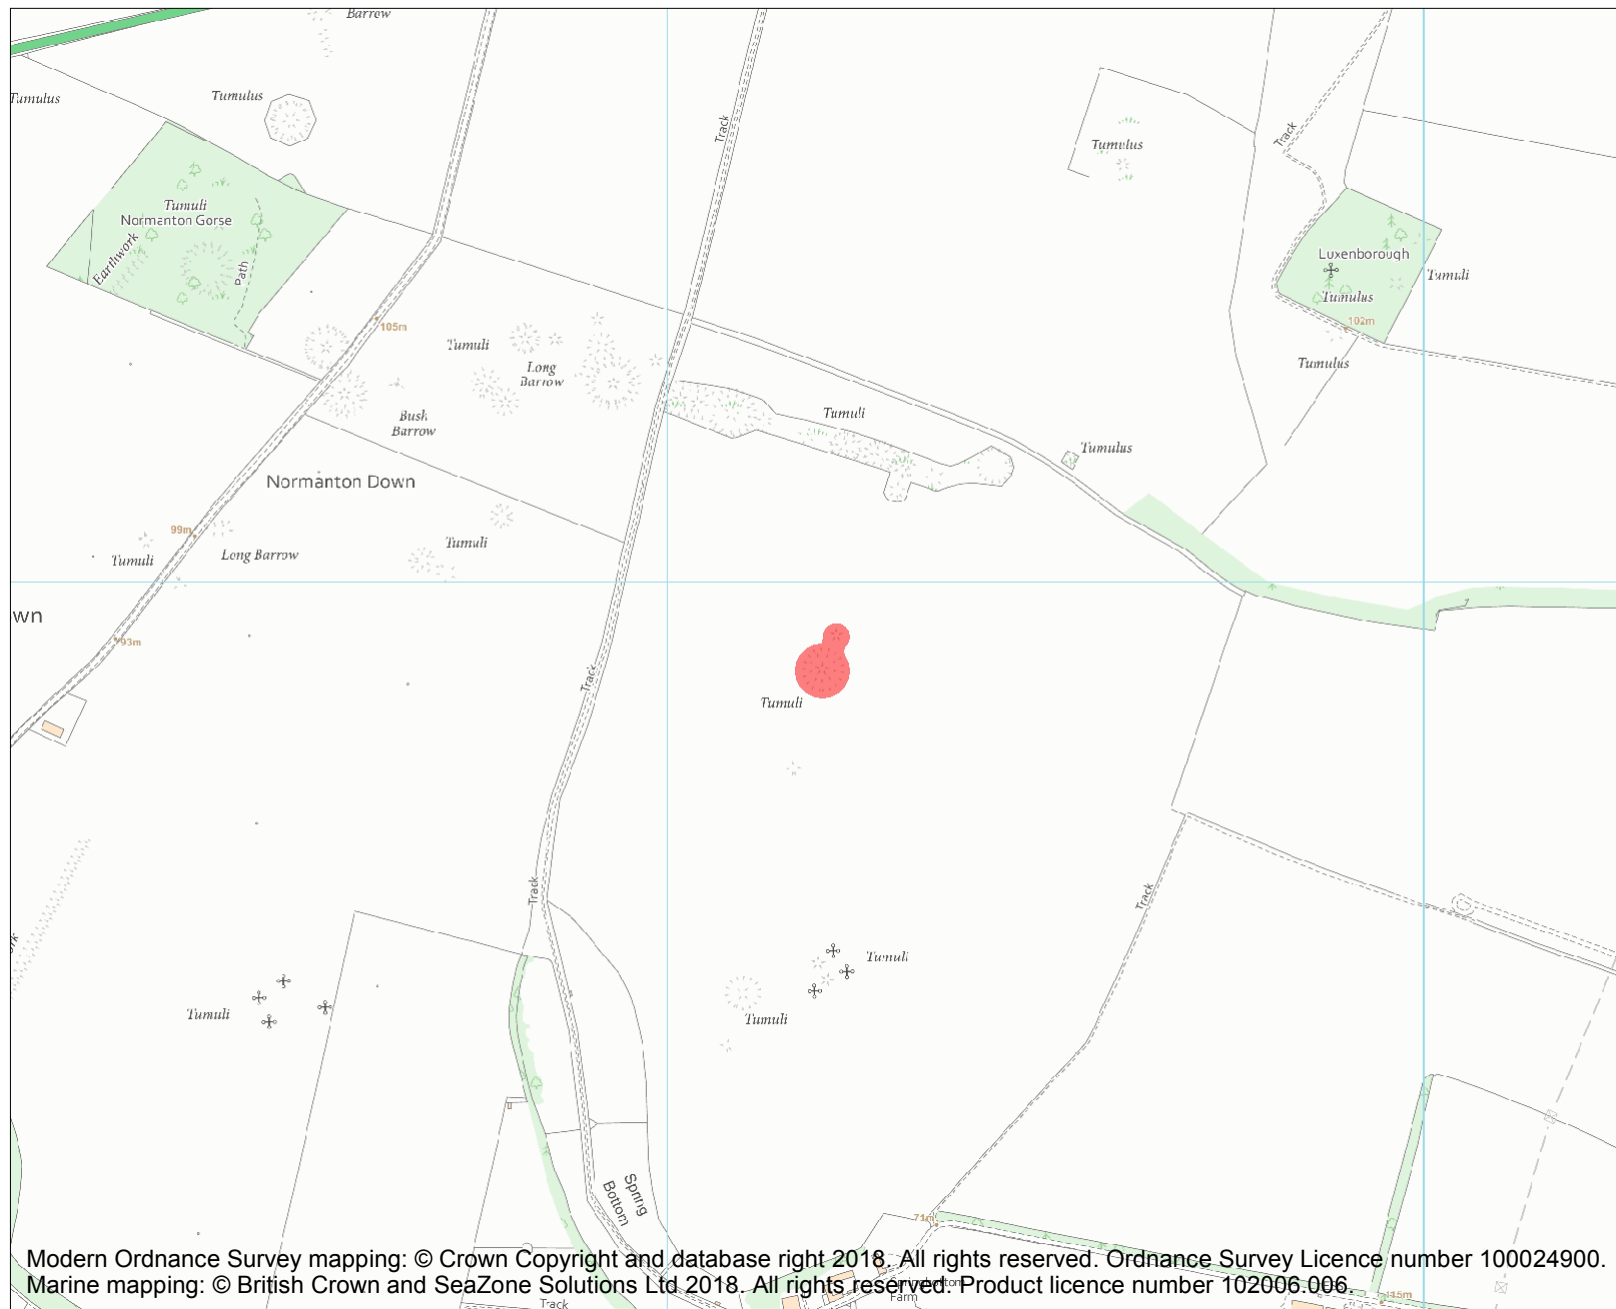 Barrow
Tumulus
Tumulus
Track
Track
Tumulus
Tumuli
Normanton Gorse
Earthwork
Path
Luxenborough
Tumuli
Tumulus
102m
105m
Tumuli
Long
Barrow
Tumulus
Bush
Barrow
Tumuli
Tumulus
Normanton Down
99m
Tumuli
Long Barrow
Tumuli
wn
93m
Track
Tumuli
Track
Track
Tumuli
Tumuli
Tumuli
Spring
Bottom
71m
Modern Ordnance Survey mapping: © Crown Copyright and database right 2018. All rights reserved. Ordnance Survey Licence number 100024900.
Marine mapping: © British Crown and SeaZone Solutions Ltd 2018. All rights reserved. Product licence number 102006.006.
Farm
Track
115m